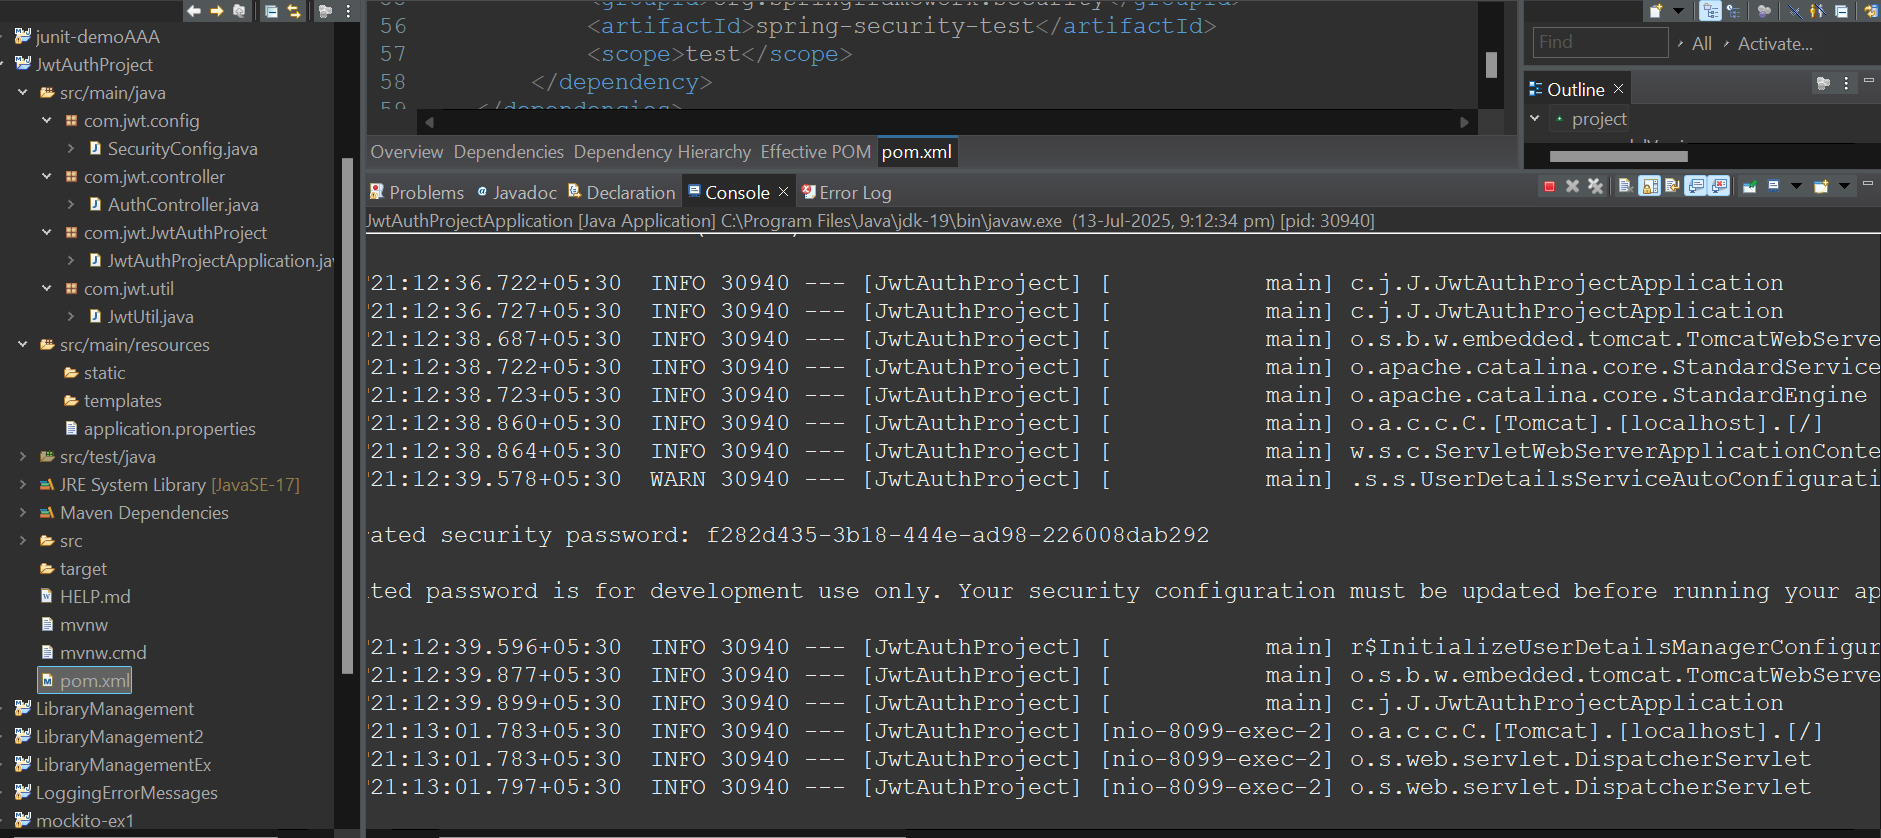 junit-demoAAA
JwtAuthProject
src/main/java
com.jwt.config
SecurityConfig.java
com.jwt.controller
AuthController.java
com.jwt.JwtAuthProject
JwtAuthProjectApplication.jav
com.jwt.util
JwtUtil.java
src/main/resources
static
templates
application.properties
src/test/java
JRE System Library [JavaSE-17]
Maven Dependencies
src
target
HELP.md
mvnw
mvnw.cmd
pom.xml
LibraryManagement
LibraryManagement2
LibraryManagementEx
LoggingErrorMessages
mockito-ex1
<groupId>org.springframework.security</groupId>
56 <artifactId>spring-security-test</artifactId>
57 <scope>test</scope>
58 </dependency>
59 </dependencies>
Overview Dependencies Dependency Hierarchy Effective POM pom.xml
Find All Activate...
Outline
project
Problems Javadoc Declaration Console Error Log
JwtAuthProjectApplication [Java Application] C:\Program Files\Java\jdk-19\bin\javaw.exe (13-Jul-2025, 9:12:34 pm) [pid: 30940]
21:12:36.722+05:30 INFO 30940 --- [JwtAuthProject] [ main] c.j.J.JwtAuthProjectApplication
21:12:36.727+05:30 INFO 30940 --- [JwtAuthProject] [ main] c.j.J.JwtAuthProjectApplication
21:12:38.687+05:30 INFO 30940 --- [JwtAuthProject] [ main] o.s.b.w.embedded.tomcat.TomcatWebServe
21:12:38.722+05:30 INFO 30940 --- [JwtAuthProject] [ main] o.apache.catalina.core.StandardService
21:12:38.723+05:30 INFO 30940 --- [JwtAuthProject] [ main] o.apache.catalina.core.StandardEngine
21:12:38.860+05:30 INFO 30940 --- [JwtAuthProject] [ main] o.a.c.c.C.[Tomcat].[localhost].[/]
21:12:38.864+05:30 INFO 30940 --- [JwtAuthProject] [ main] w.s.c.ServletWebServerApplicationConte
21:12:39.578+05:30 WARN 30940 --- [JwtAuthProject] [ main] .s.s.UserDetailsServiceAutoConfigurati
ated security password: f282d435-3b18-444e-ad98-226008dab292
ted password is for development use only. Your security configuration must be updated before running your ap
21:12:39.596+05:30 INFO 30940 --- [JwtAuthProject] [ main] r$InitializeUserDetailsManagerConfigur
21:12:39.877+05:30 INFO 30940 --- [JwtAuthProject] [ main] o.s.b.w.embedded.tomcat.TomcatWebServe
21:12:39.899+05:30 INFO 30940 --- [JwtAuthProject] [ main] c.j.J.JwtAuthProjectApplication
21:13:01.783+05:30 INFO 30940 --- [JwtAuthProject] [nio-8099-exec-2] o.a.c.c.C.[Tomcat].[localhost].[/]
21:13:01.783+05:30 INFO 30940 --- [JwtAuthProject] [nio-8099-exec-2] o.s.web.servlet.DispatcherServlet
21:13:01.797+05:30 INFO 30940 --- [JwtAuthProject] [nio-8099-exec-2] o.s.web.servlet.DispatcherServlet